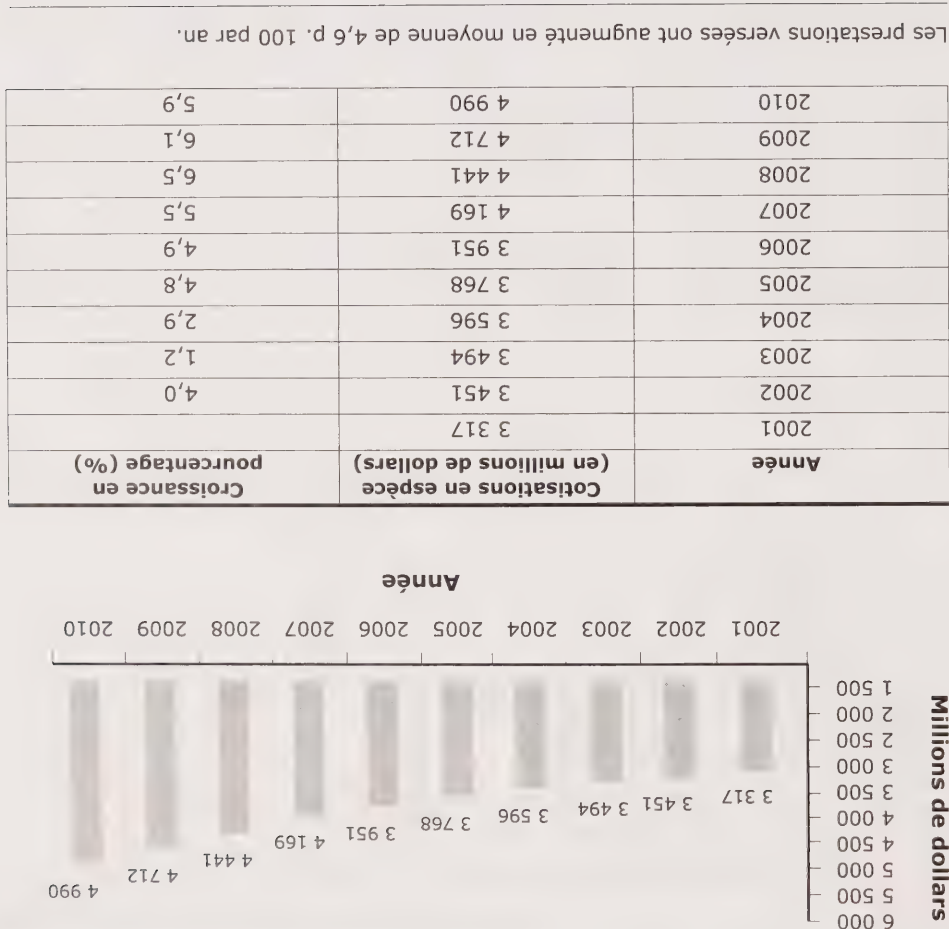 Millions de dollars
6 000
5 500
5 000
4 500
4 000
3 500
3 000
2 500
2 000
1 500
3 317 3 451 3 494 3 596 3 768 3 951 4 169 4 441 4 712 4 990
2001 2002 2003 2004 2005 2006 2007 2008 2009 2010
Année
Année Cotisations en espèce (en millions de dollars) Croissance en pourcentage (%)
2001 3 317
2002 3 451 4,0
2003 3 494 1,2
2004 3 596 2,9
2005 3 768 4,8
2006 3 951 4,9
2007 4 169 5,5
2008 4 441 6,5
2009 4 712 6,1
2010 4 990 5,9
Les prestations versées ont augmenté en moyenne de 4,6 p. 100 par an.